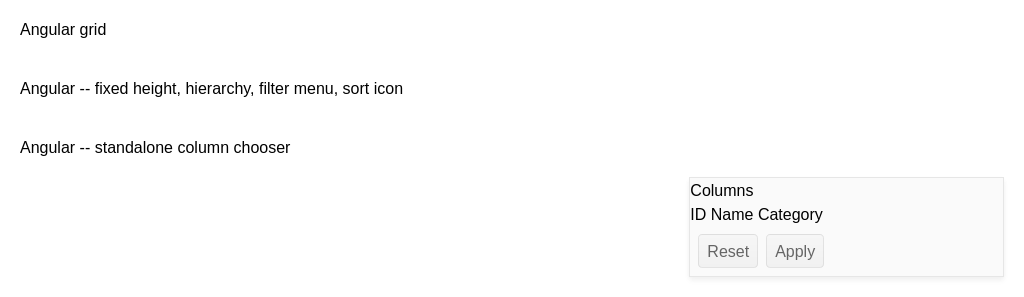 Angular grid
Angular -- fixed height, hierarchy, filter menu, sort icon
Angular -- standalone column chooser
Columns
ID Name Category
Reset Apply